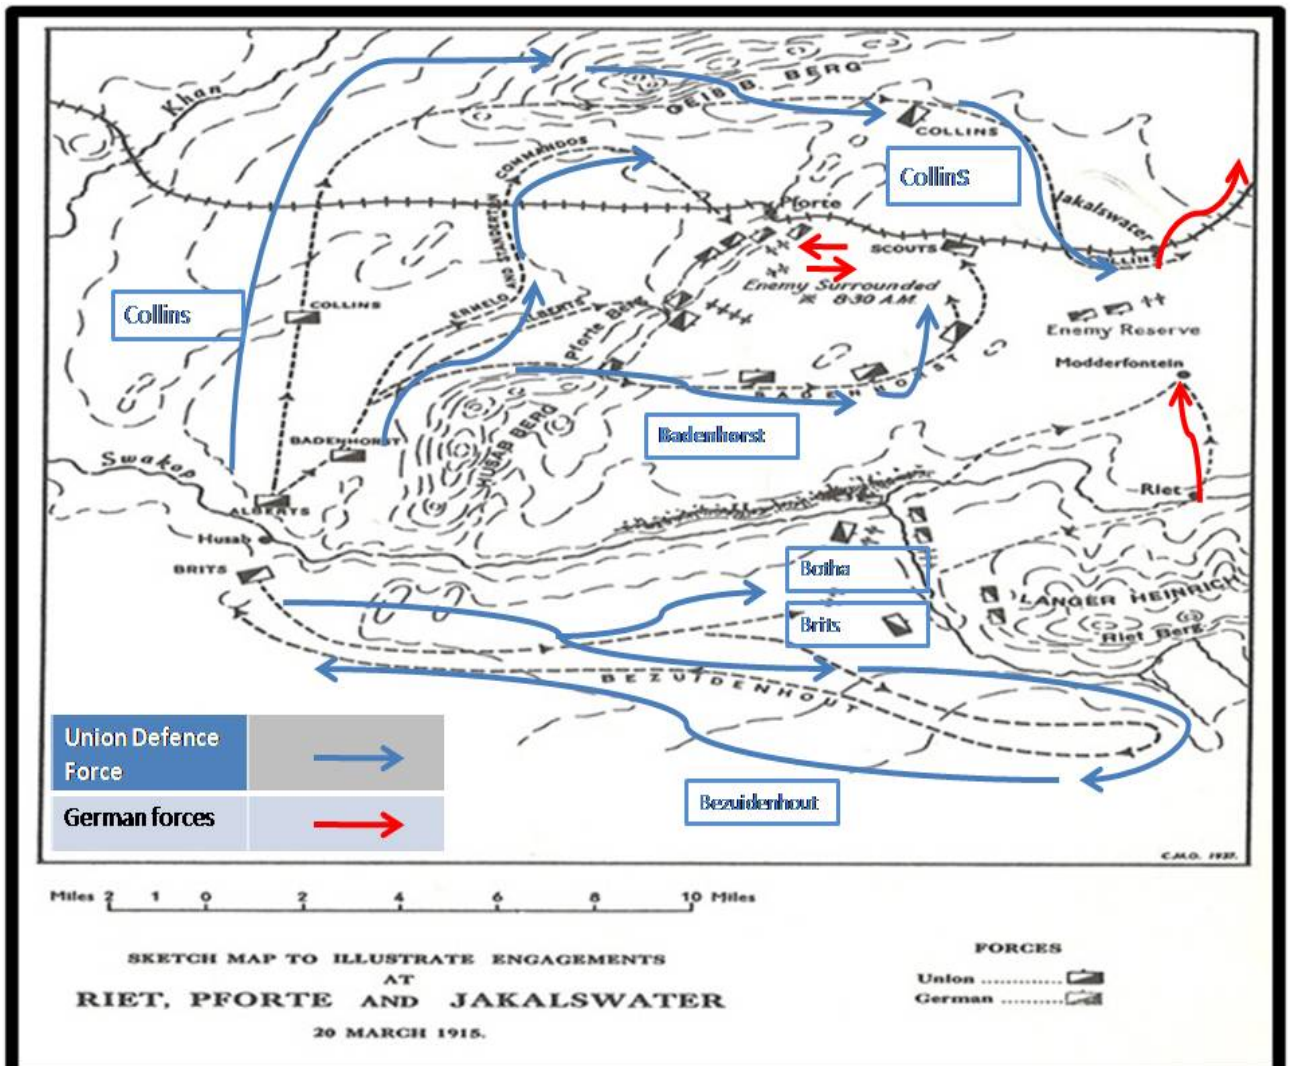 Khan
GEIB B. BERG
COLLINS
CollinS
COMMANDOS
AND STANDERTON
ERMELO
Pforte
Jakalswater
SCOUTS
COLLINS
Enemy Surrounded
8·30 A.M.
Collins
COLLINS
ALBERTS
Pforte Berg
Enemy Reserve
Modderfontein
BADENHORST
Badenhorst
BADENHORST
HUSAB BERG
Swakop
ALBERTS
Riet
Husab
BRITS
Botha
Brits
LANGER HEINRICH
Riet Berg
BEZUIDENHOUT
Union Defence
Force
German forces
Bezuidenhout
C.M.O. 1937.
Miles 2 1 0 2 4 6 8 10 Miles
SKETCH MAP TO ILLUSTRATE ENGAGEMENTS
AT
RIET, PFORTE AND JAKALSWATER
20 MARCH 1915.
FORCES
Union ............
German ..........